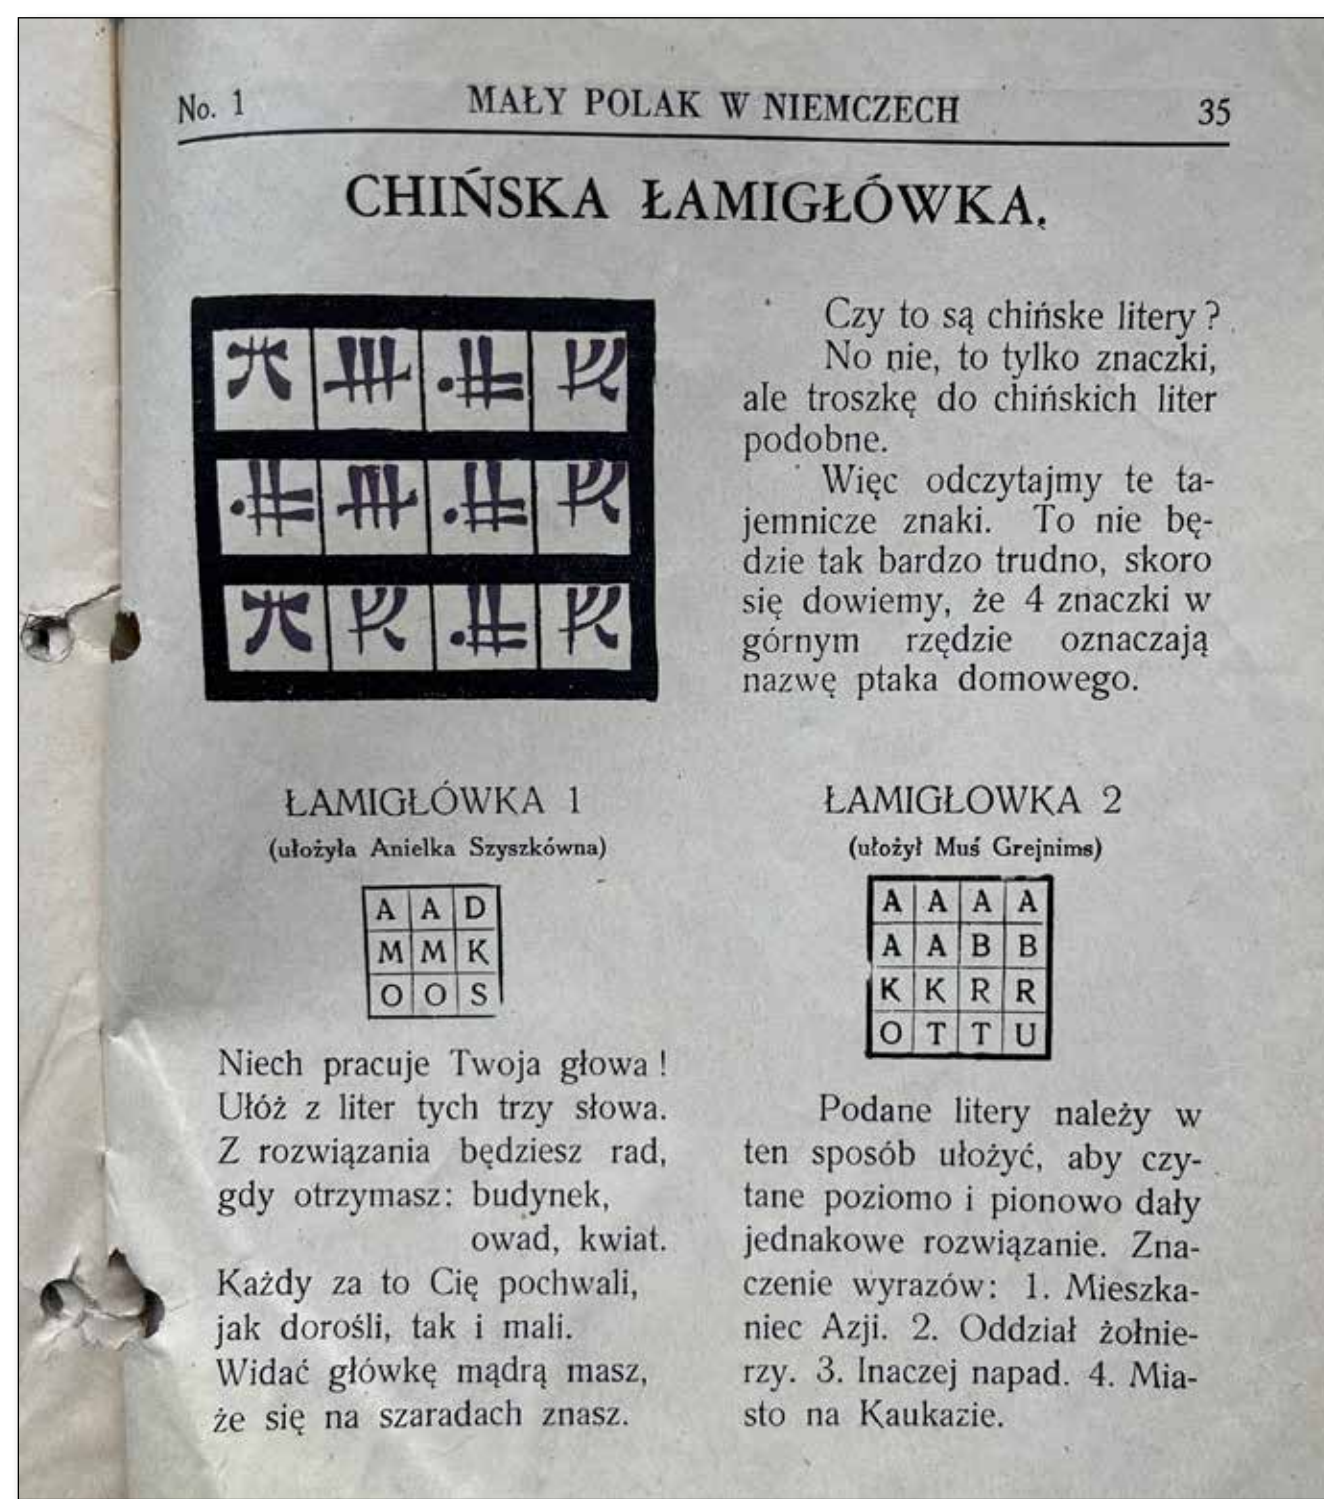 No. 1
MAŁY POLAK W NIEMCZECH
35
CHIŃSKA ŁAMIGŁÓWKA.
Czy to są chińske litery ?
No nie, to tylko znaczki,
ale troszkę do chińskich liter
podobne.
Więc odczytajmy te ta-
jemnicze znaki. To nie bę-
dzie tak bardzo trudno, skoro
się dowiemy, że 4 znaczki w
górnym rzędzie oznaczają
nazwę ptaka domowego.
ŁAMIGŁÓWKA 1
(ułożyła Anielka Szyszkówna)
A A D
M M K
O O S
Niech pracuje Twoja głowa !
Ułóż z liter tych trzy słowa.
Z rozwiązania będziesz rad,
gdy otrzymasz: budynek,
owad, kwiat.
Każdy za to Cię pochwali,
jak dorośli, tak i mali.
Widać główkę mądrą masz,
że się na szaradach znasz.
ŁAMIGŁOWKA 2
(ułożył Muś Grejnims)
A A A A
A A B B
K K R R
O T T U
Podane litery należy w
ten sposób ułożyć, aby czy-
tane poziomo i pionowo dały
jednakowe rozwiązanie. Zna-
czenie wyrazów: 1. Mieszka-
niec Azji. 2. Oddział żołnie-
rzy. 3. Inaczej napad. 4. Mia-
sto na Kaukazie.